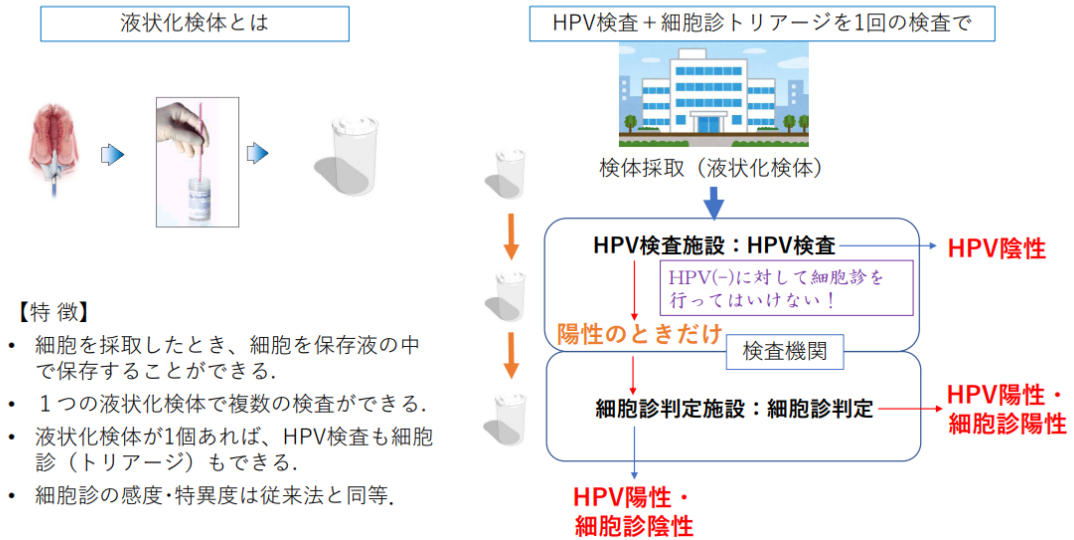 液状化検体とは
【特 徴】
• 細胞を採取したとき、細胞を保存液の中
で保存することができる.
• １つの液状化検体で複数の検査ができる.
• 液状化検体が1個あれば、HPV検査も細胞
診（トリアージ）もできる.
• 細胞診の感度･特異度は従来法と同等.
HPV検査＋細胞診トリアージを1回の検査で
検体採取（液状化検体）
HPV検査施設：HPV検査
HPV陰性
HPV(-)に対して細胞診を
行ってはいけない！
陽性のときだけ
検査機関
細胞診判定施設：細胞診判定
HPV陽性・
細胞診陽性
HPV陽性・
細胞診陰性